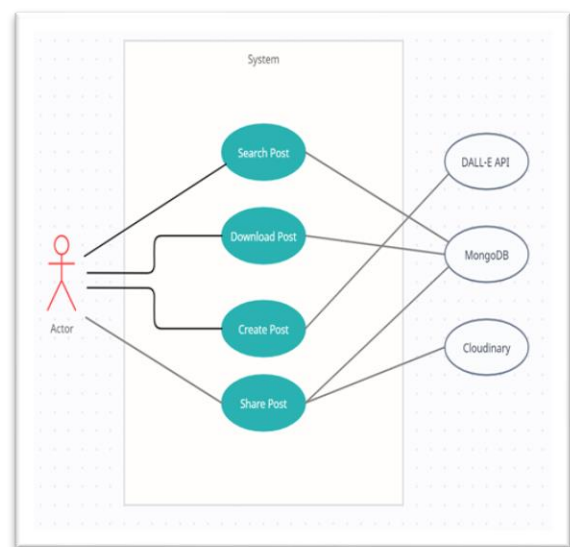 System
Search Post
DALL-E API
Download Post
MongoDB
Actor
Create Post
Cloudinary
Share Post